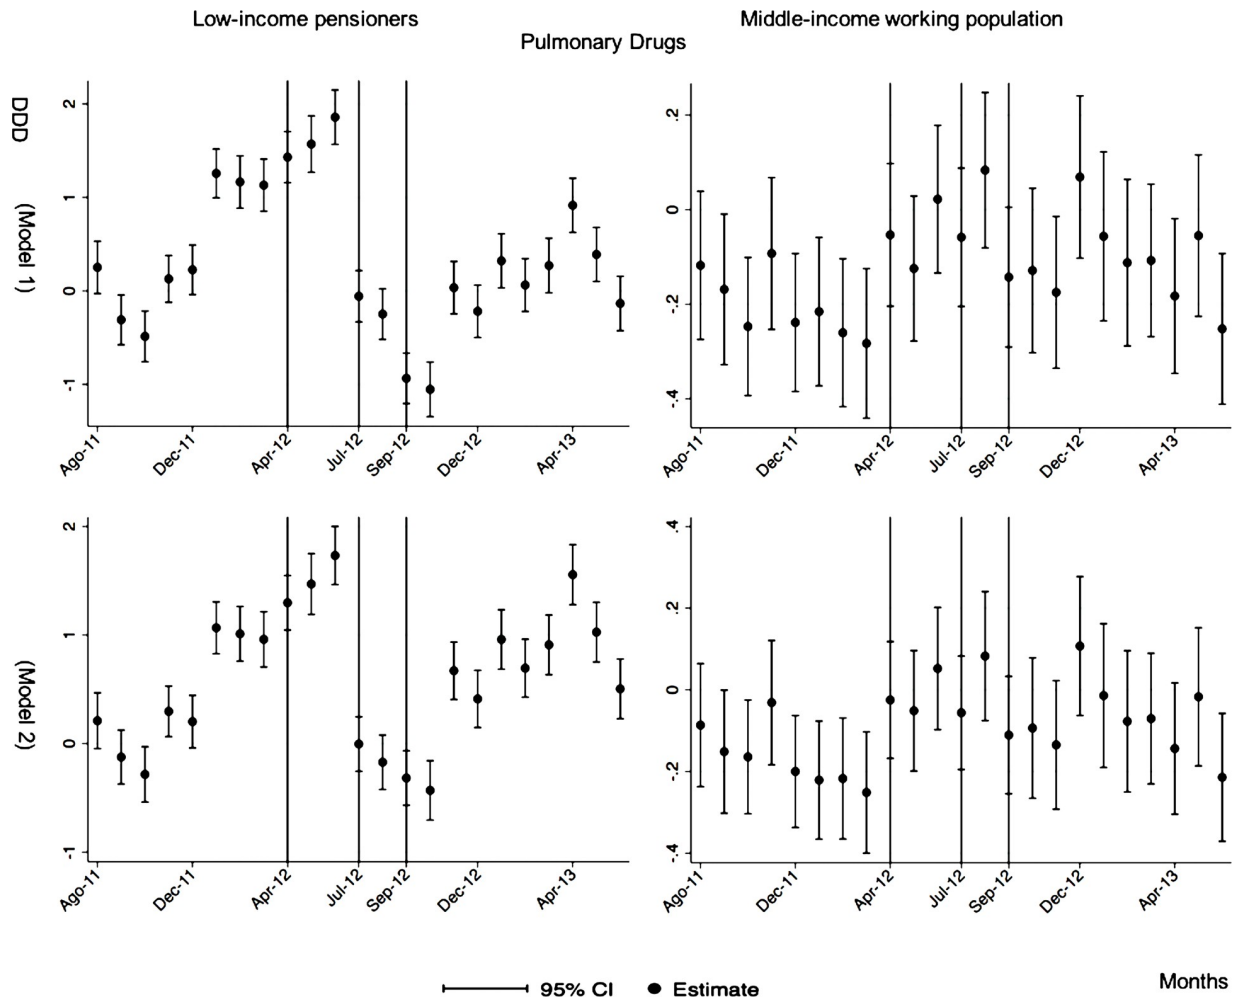 Low-income pensioners
Middle-income working population
Pulmonary Drugs
DDD (Model 1)
2
1
0
-1
Ago-11
Dec-11
Apr-12
Jul-12
Sep-12
Dec-12
Apr-13
.2
0
-.2
-.4
Ago-11
Dec-11
Apr-12
Jul-12
Sep-12
Dec-12
Apr-13
(Model 2)
2
1
0
-1
Ago-11
Dec-11
Apr-12
Jul-12
Sep-12
Dec-12
Apr-13
.4
.2
0
-.2
-.4
Ago-11
Dec-11
Apr-12
Jul-12
Sep-12
Dec-12
Apr-13
95% CI
Estimate
Months